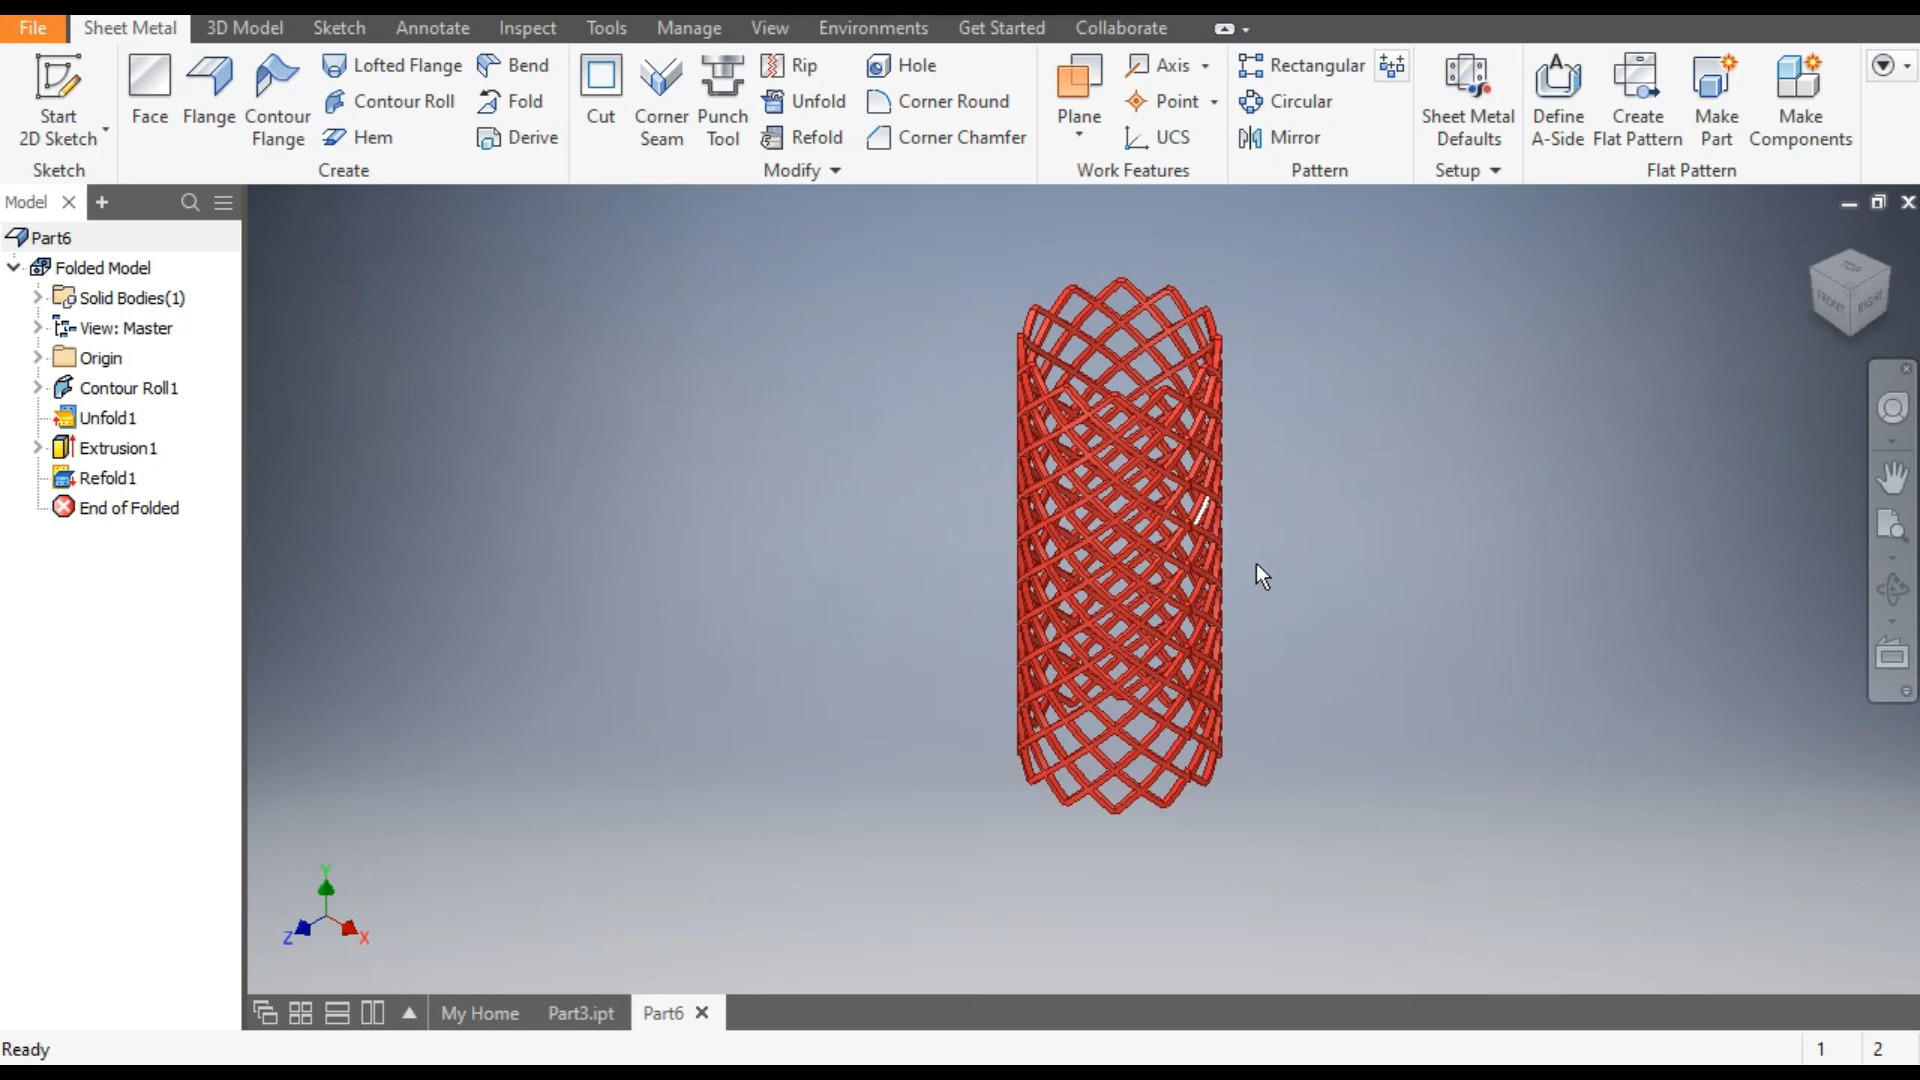 File Sheet Metal 3D Model Sketch Annotate Inspect Tools Manage View Environments Get Started Collaborate
Start
2D Sketch
Face
Flange
Contour
Flange
Lofted Flange
Contour Roll
Hem
Bend
Fold
Derive
Cut
Corner
Seam
Punch
Tool
Rip
Unfold
Refold
Hole
Corner Round
Corner Chamfer
Plane
Axis
Point
UCS
Rectangular
Circular
Mirror
Sheet Metal
Defaults
Define
A-Side
Create
Flat Pattern
Make
Part
Make
Components
Sketch Create Modify Work Features Pattern Setup Flat Pattern
Model
Part6
Folded Model
Solid Bodies(1)
View: Master
Origin
Contour Roll1
Unfold1
Extrusion1
Refold1
End of Folded
TOP
FRONT RIGHT
Y
Z X
My Home Part3.ipt Part6
Ready 1 2